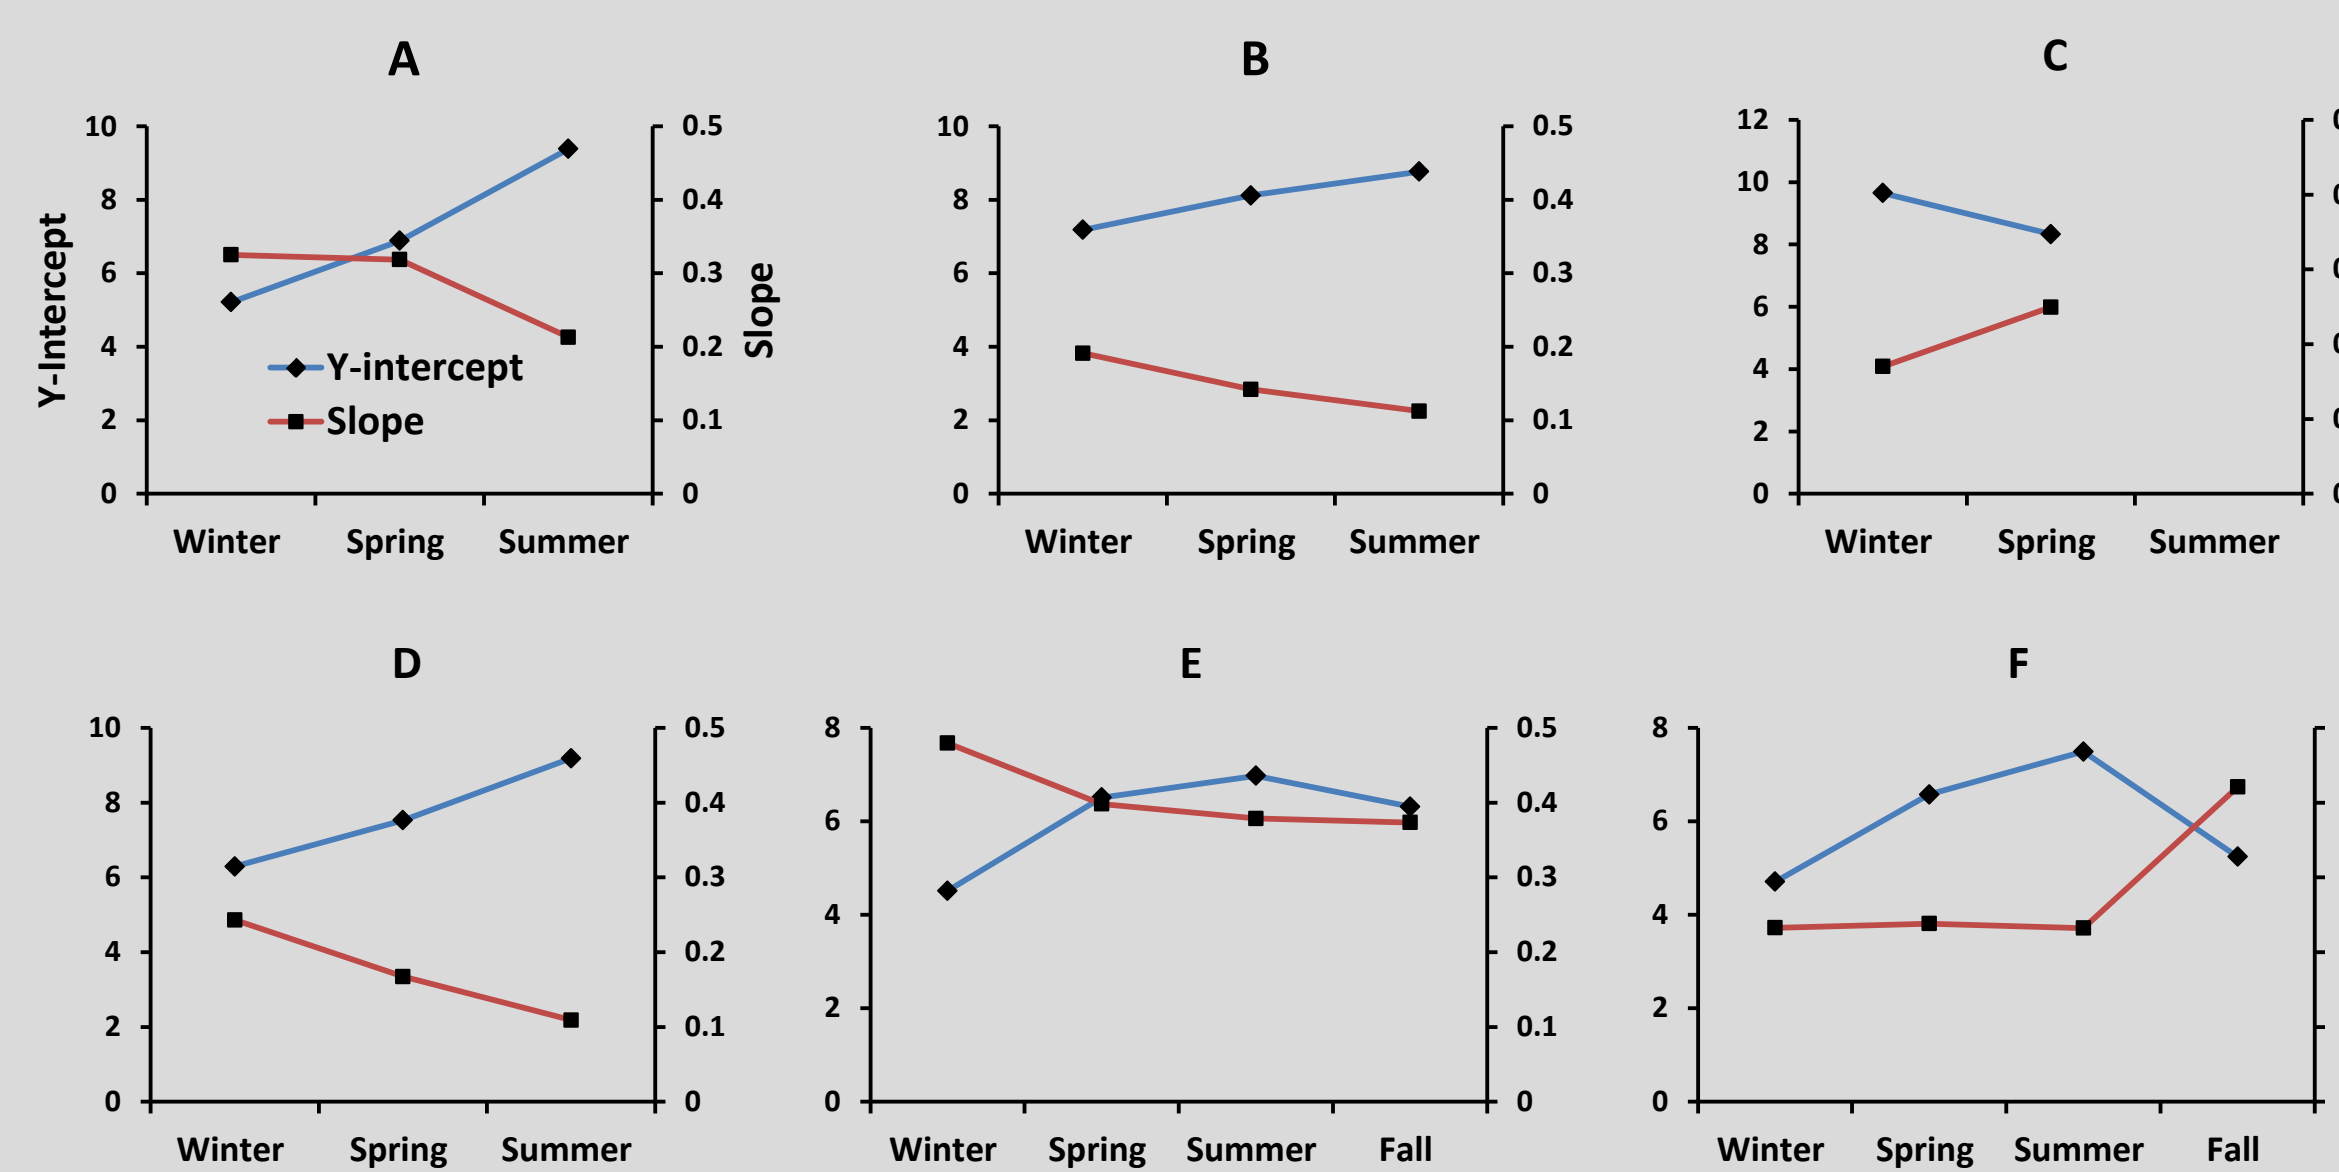 A
B
C
10 8 6 4 2 0
Y-Intercept
Y-intercept
Slope
0.5 0.4 0.3 0.2 0.1 0
Slope
Winter Spring Summer
10 8 6 4 2 0
0.5 0.4 0.3 0.2 0.1 0
Winter Spring Summer
12 10 8 6 4 2 0
Winter Spring Summer
D
E
F
10 8 6 4 2 0
0.5 0.4 0.3 0.2 0.1 0
Winter Spring Summer
8 6 4 2 0
0.5 0.4 0.3 0.2 0.1 0
Winter Spring Summer Fall
8 6 4 2 0
Winter Spring Summer Fall